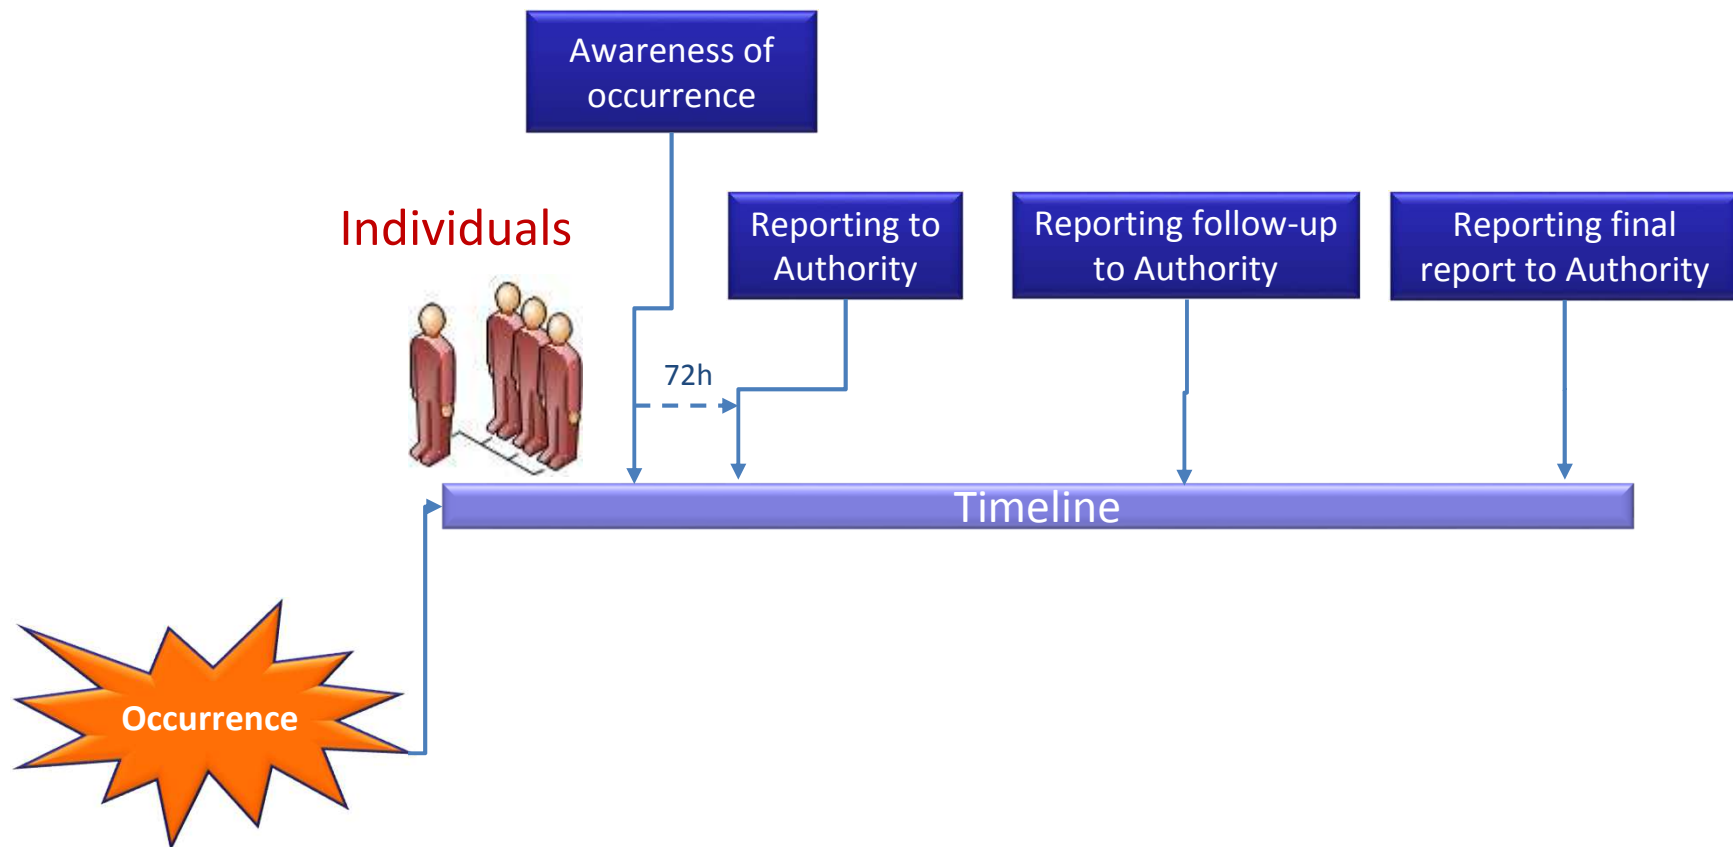 Awareness of
occurrence
Individuals
Reporting to
Authority
Reporting follow-up
to Authority
Reporting final
report to Authority
72h
Timeline
Occurrence